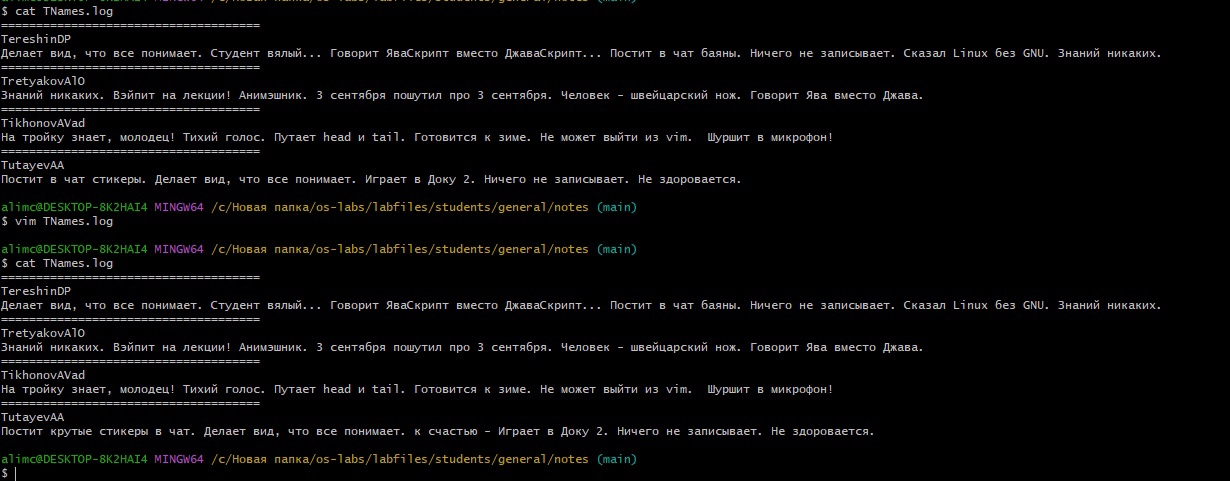 $ cat TNames.log
=====================================
TereshinDP
Делает вид, что все понимает. Студент вялый... Говорит ЯваСкрипт вместо ДжаваСкрипт... Постит в чат баяны. Ничего не записывает. Сказал Linux без GNU. Знаний никаких.
=====================================
TretyakovAlO
Знаний никаких. Вэйпит на лекции! Анимэшник. 3 сентября пошутил про 3 сентября. Человек - швейцарский нож. Говорит Ява вместо Джава.
=====================================
TikhonovAVad
На тройку знает, молодец! Тихий голос. Путает head и tail. Готовится к зиме. Не может выйти из vim.  Шуршит в микрофон!
=====================================
TutayevAA
Постит в чат стикеры. Делает вид, что все понимает. Играет в Доку 2. Ничего не записывает. Не здоровается.
alimc@DESKTOP-8K2HAI4 MINGW64 /c/Новая папка/os-labs/labfiles/students/general/notes (main)
$ vim TNames.log
alimc@DESKTOP-8K2HAI4 MINGW64 /c/Новая папка/os-labs/labfiles/students/general/notes (main)
$ cat TNames.log
=====================================
TereshinDP
Делает вид, что все понимает. Студент вялый... Говорит ЯваСкрипт вместо ДжаваСкрипт... Постит в чат баяны. Ничего не записывает. Сказал Linux без GNU. Знаний никаких.
=====================================
TretyakovAlO
Знаний никаких. Вэйпит на лекции! Анимэшник. 3 сентября пошутил про 3 сентября. Человек - швейцарский нож. Говорит Ява вместо Джава.
=====================================
TikhonovAVad
На тройку знает, молодец! Тихий голос. Путает head и tail. Готовится к зиме. Не может выйти из vim.  Шуршит в микрофон!
=====================================
TutayevAA
Постит крутые стикеры в чат. Делает вид, что все понимает. к счастью - Играет в Доку 2. Ничего не записывает. Не здоровается.
alimc@DESKTOP-8K2HAI4 MINGW64 /c/Новая папка/os-labs/labfiles/students/general/notes (main)
$